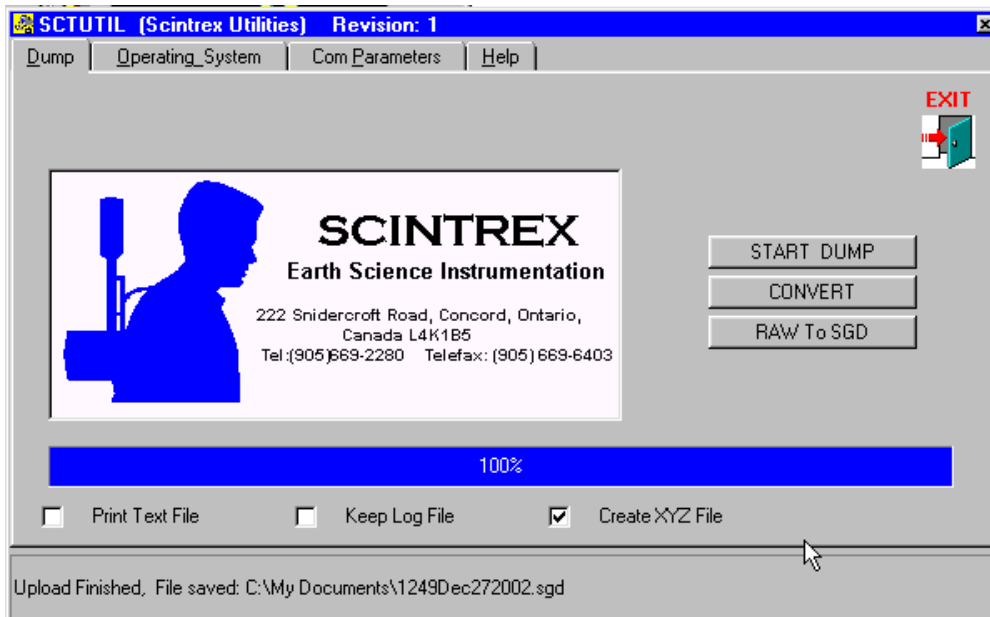 SCTUTIL (Scintrex Utilities) Revision: 1
Dump Operating_System Com Parameters Help
EXIT
SCINTREX
Earth Science Instrumentation
222 Snidercroft Road, Concord, Ontario,
Canada L4K1B5
Tel:(905)669-2280 Telefax: (905) 669-6403
START DUMP
CONVERT
RAW To SGD
100%
Print Text File Keep Log File Create XYZ File
Upload Finished, File saved: C:\My Documents\1249Dec272002.sgd